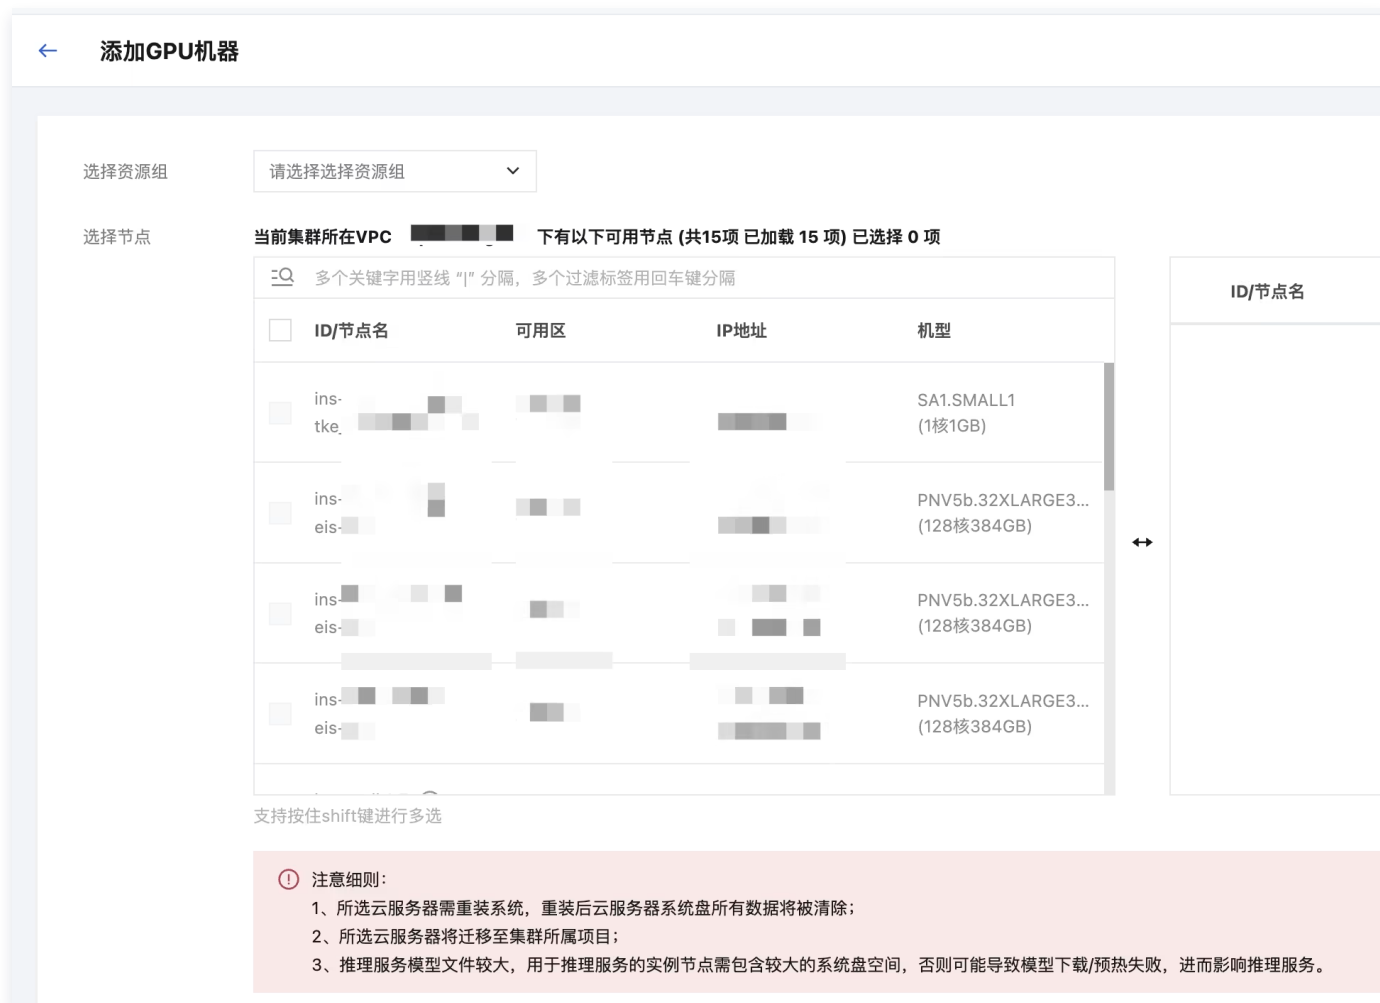 添加GPU机器
选择资源组
请选择选择资源组
选择节点
当前集群所在VPC 下有以下可用节点 (共15项 已加载 15 项) 已选择 0 项
多个关键字用竖线 “|” 分隔，多个过滤标签用回车键分隔
ID/节点名 可用区 IP地址 机型
ID/节点名
ins-
tke_
SA1.SMALL1
(1核1GB)
ins-
eis-
PNV5b.32XLARGE3...
(128核384GB)
ins-
eis-
PNV5b.32XLARGE3...
(128核384GB)
ins-
eis-
PNV5b.32XLARGE3...
(128核384GB)
支持按住shift键进行多选
注意细则：
1、所选云服务器需重装系统，重装后云服务器系统盘所有数据将被清除；
2、所选云服务器将迁移至集群所属项目；
3、推理服务模型文件较大，用于推理服务的实例节点需包含较大的系统盘空间，否则可能导致模型下载/预热失败，进而影响推理服务。